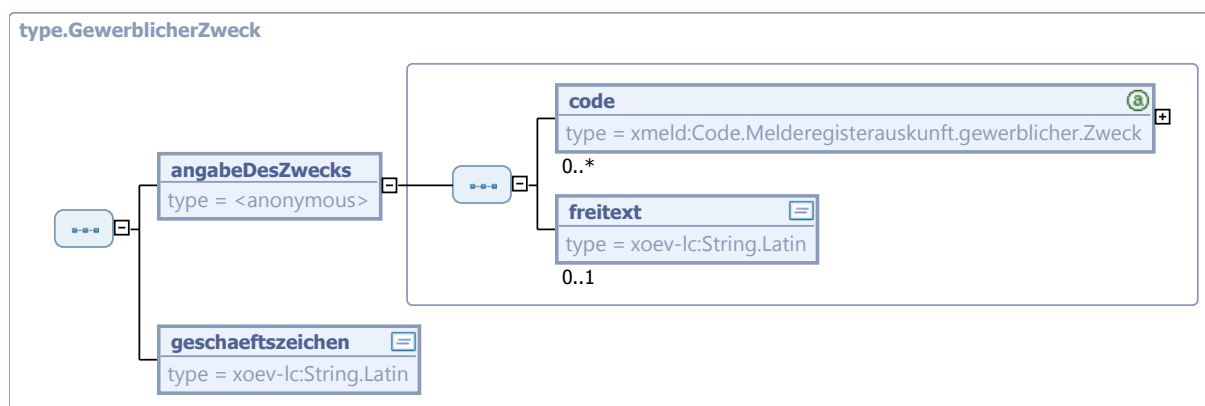 type.GewerblicherZweck
code
type = xmeld:Code.Melderegisterauskunft.gewerblicher.Zweck
0..*
angabeDesZwecks
type = <anonymous>
freitext
type = xoev-lc:String.Latin
0..1
geschaeftszeichen
type = xoev-lc:String.Latin